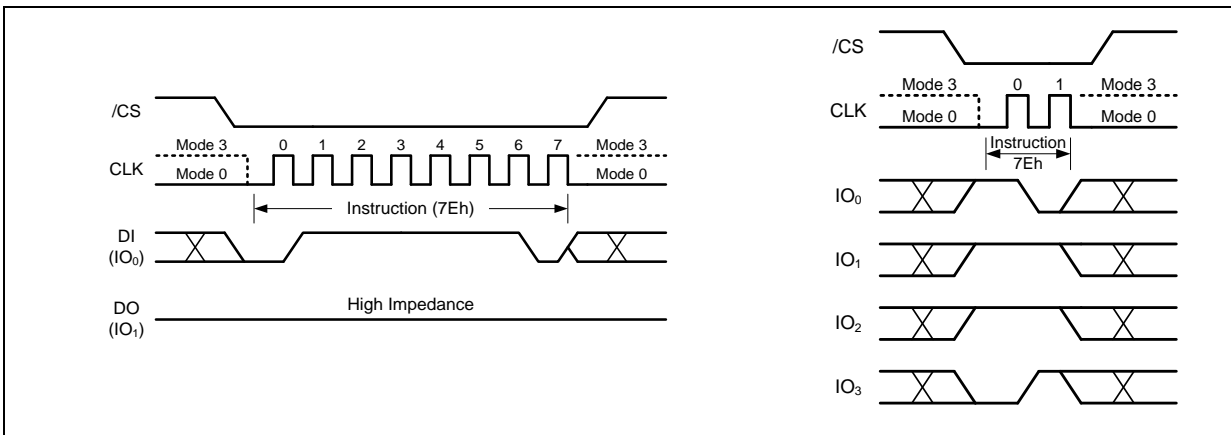 /CS
Mode 3 0 1 2 3 4 5 6 7 Mode 3
CLK
Mode 0 Mode 0
Instruction (7Eh)
DI
(IO₀)
High Impedance
DO
(IO₁)
/CS
Mode 3 0 1 Mode 3
CLK
Mode 0 Mode 0
Instruction
7Eh
IO₀
IO₁
IO₂
IO₃